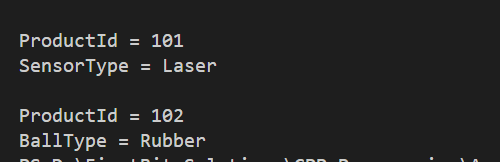 ProductId = 101
SensorType = Laser
ProductId = 102
BallType = Rubber